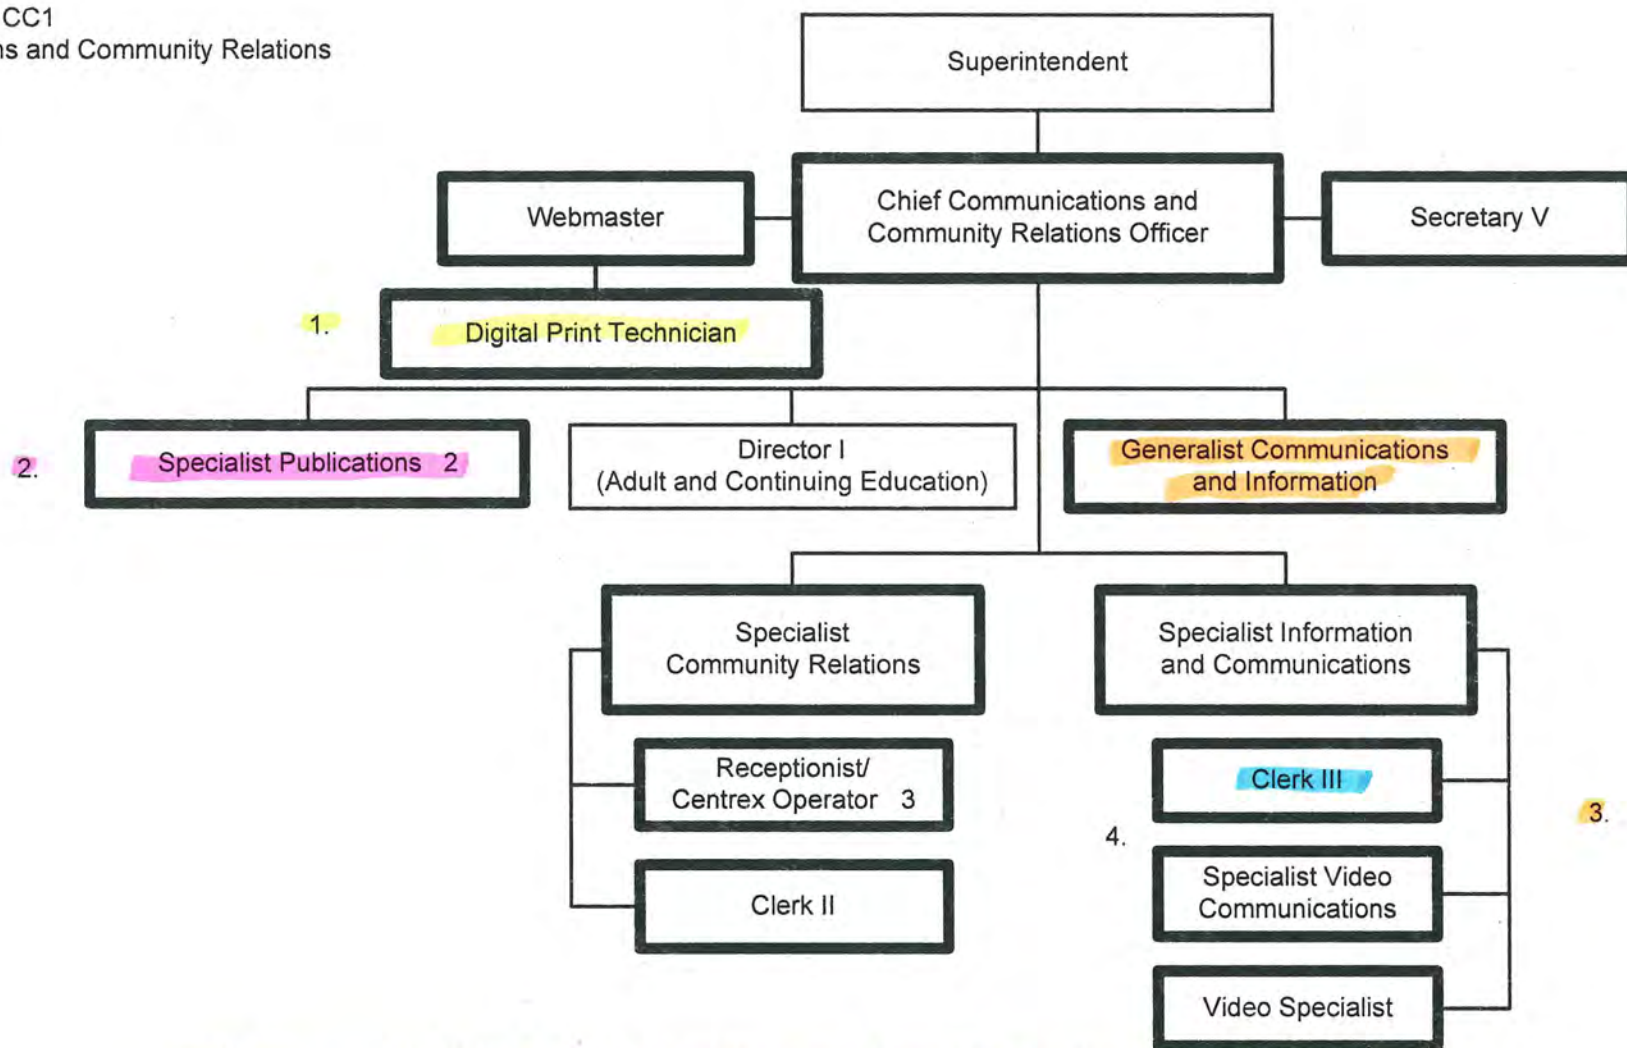 CC1
ns and Community Relations
Superintendent
Webmaster
Chief Communications and
Community Relations Officer
Secretary V
1.
Digital Print Technician
2.
Specialist Publications 2
Director I
(Adult and Continuing Education)
Generalist Communications
and Information
Specialist
Community Relations
Specialist Information
and Communications
Receptionist/
Centrex Operator 3
Clerk III
3.
4.
Clerk II
Specialist Video
Communications
Video Specialist